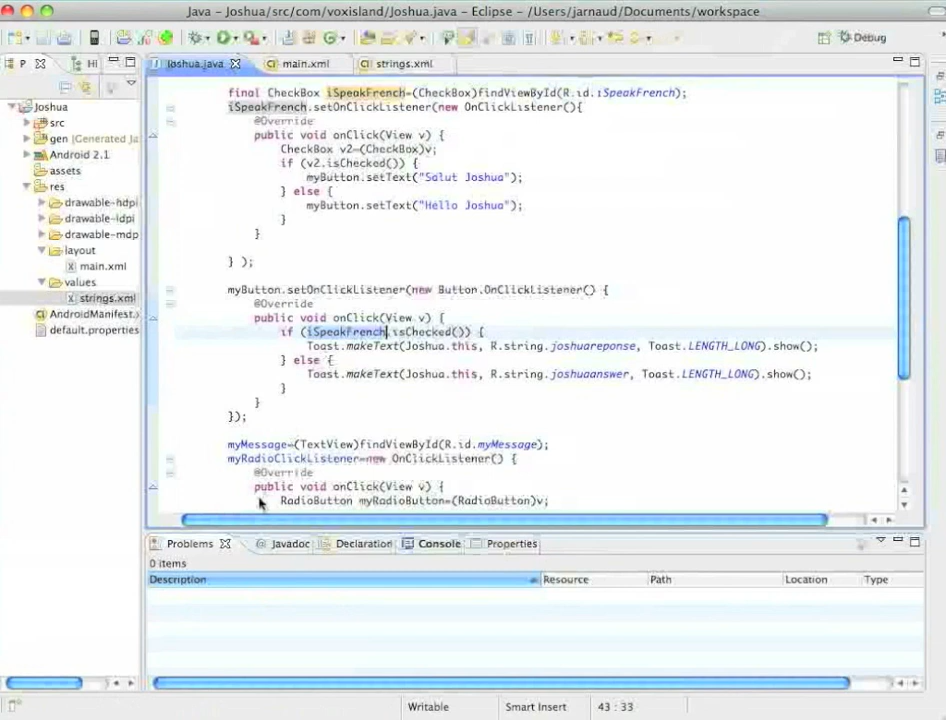 Java - Joshua/src/com/voxisland/Joshua.java - Eclipse - /Users/jarnaud/Documents/workspace
Debug
P
Hi
Joshua.java
main.xml
strings.xml
Joshua
src
gen [Generated Ja
Android 2.1
assets
res
drawable-hdpi
drawable-ldpi
drawable-mdp
layout
main.xml
values
strings.xml
AndroidManifest.
default.properties
final CheckBox iSpeakFrench=(CheckBox)findViewById(R.id.iSpeakFrench);
iSpeakFrench.setOnClickListener(new OnClickListener(){
@Override
public void onClick(View v) {
CheckBox v2=(CheckBox)v;
if (v2.isChecked()) {
myButton.setText("Salut Joshua");
} else {
myButton.setText("Hello Joshua");
}
}
} );
myButton.setOnClickListener(new Button.OnClickListener() {
@Override
public void onClick(View v) {
if (iSpeakFrench.isChecked()) {
Toast.makeText(Joshua.this, R.string.joshuareponse, Toast.LENGTH_LONG).show();
} else {
Toast.makeText(Joshua.this, R.string.joshuaanswer, Toast.LENGTH_LONG).show();
}
}
});
myMessage=(TextView)findViewById(R.id.myMessage);
myRadioClickListener=new OnClickListener() {
@Override
public void onClick(View v) {
RadioButton myRadioButton=(RadioButton)v;
Problems
Javadoc
Declaration
Console
Properties
0 items
Description
Resource
Path
Location
Type
Writable
Smart Insert
43 : 33